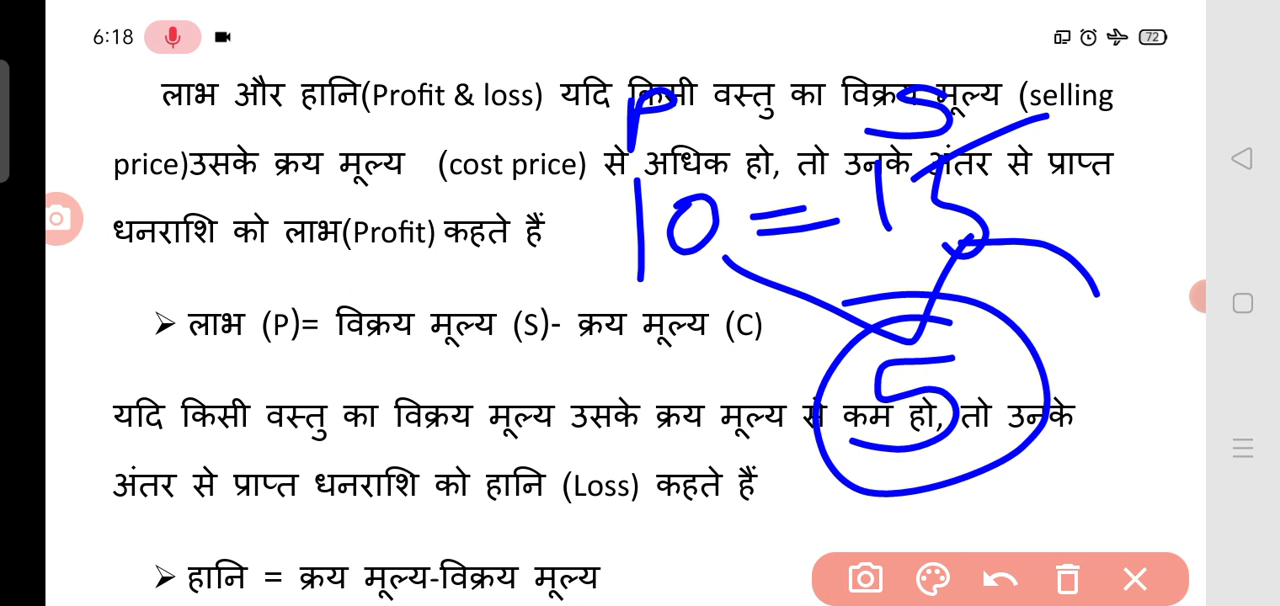 6:18 72
लाभ और हानि(Profit & loss) यदि किसी वस्तु का विक्रय मूल्य (selling
price)उसके क्रय मूल्य (cost price) से अधिक हो, तो उनके अंतर से प्राप्त
धनराशि को लाभ(Profit) कहते हैं
P S
10 = 15
➢ लाभ (P)= विक्रय मूल्य (S)- क्रय मूल्य (C)
5
यदि किसी वस्तु का विक्रय मूल्य उसके क्रय मूल्य से कम हो, तो उनके
अंतर से प्राप्त धनराशि को हानि (Loss) कहते हैं
➢ हानि = क्रय मूल्य-विक्रय मूल्य